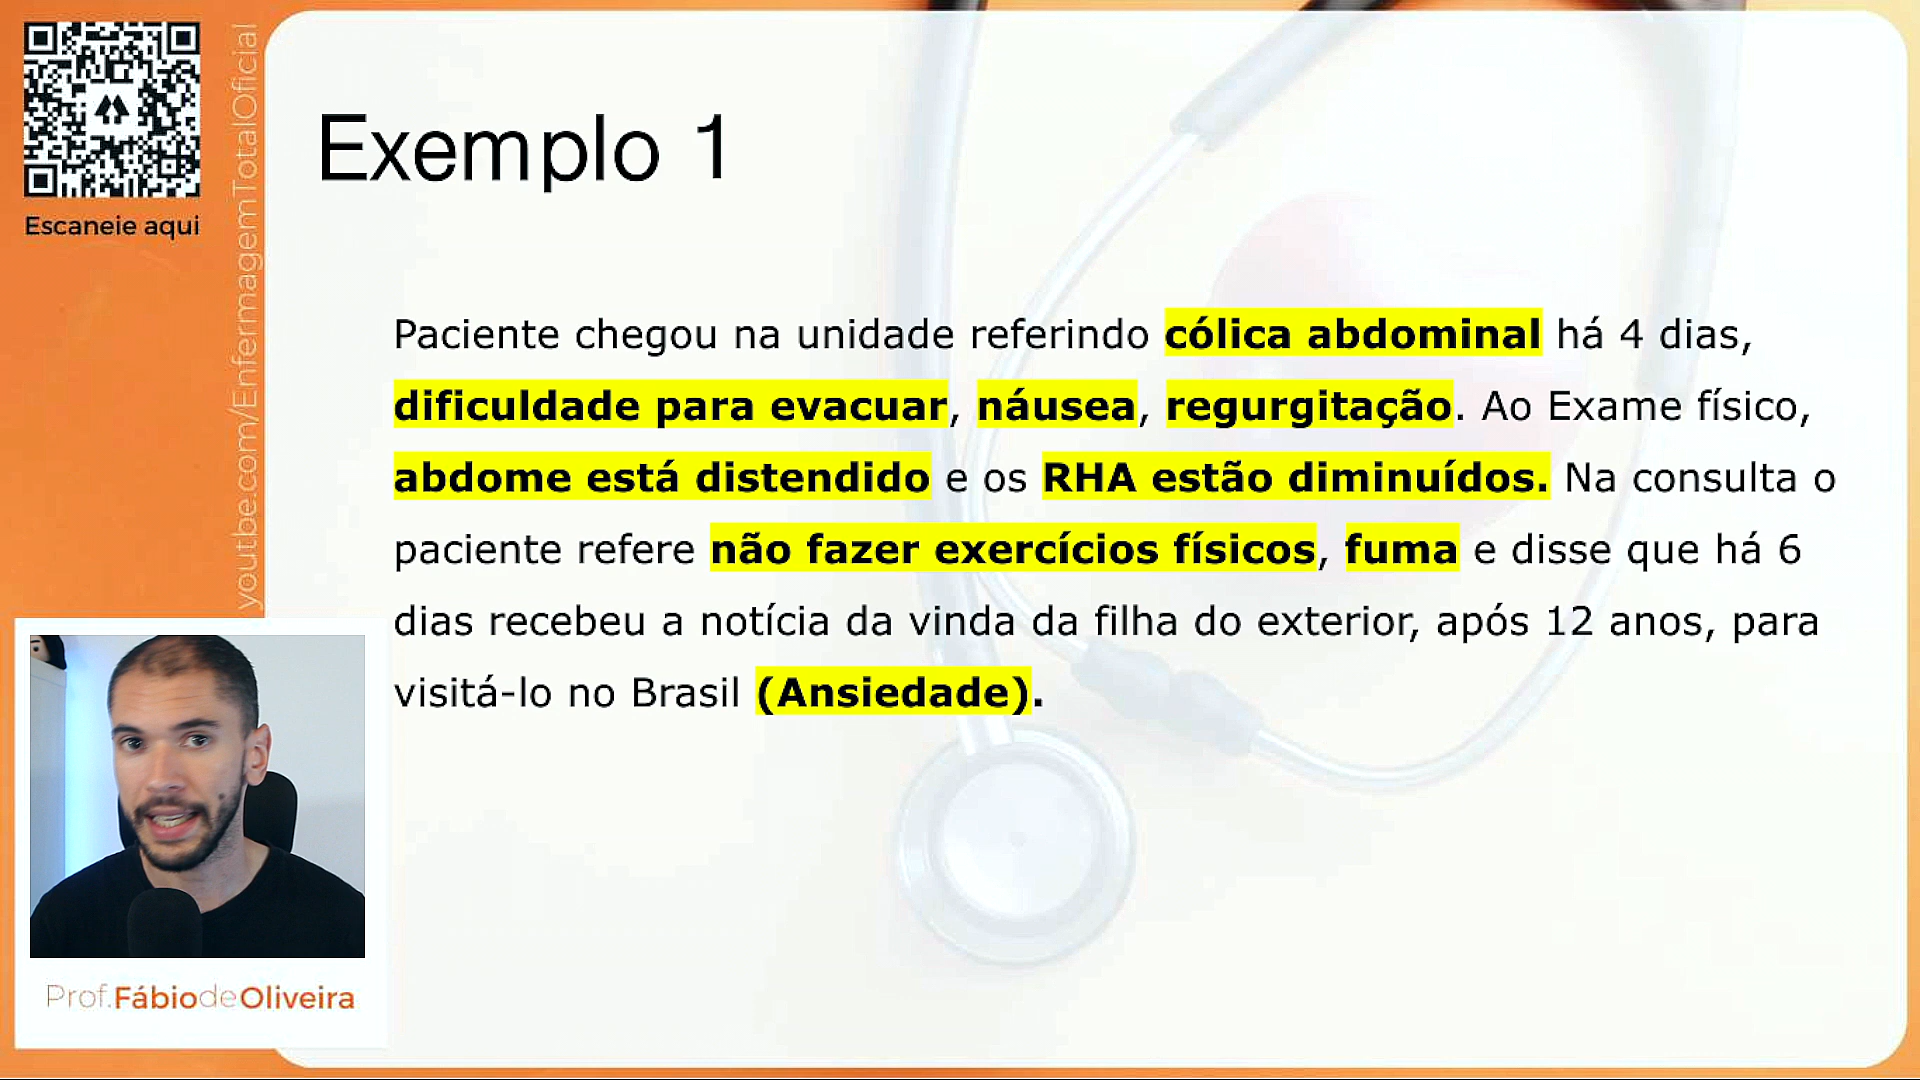 Escaneie aqui
youtbe.com/EnfermagemTotalOficial
Exemplo 1
Paciente chegou na unidade referindo cólica abdominal há 4 dias,
dificuldade para evacuar, náusea, regurgitação. Ao Exame físico,
abdome está distendido e os RHA estão diminuídos. Na consulta o
paciente refere não fazer exercícios físicos, fuma e disse que há 6
dias recebeu a notícia da vinda da filha do exterior, após 12 anos, para
visitá-lo no Brasil (Ansiedade).
Prof.FábiodeOliveira